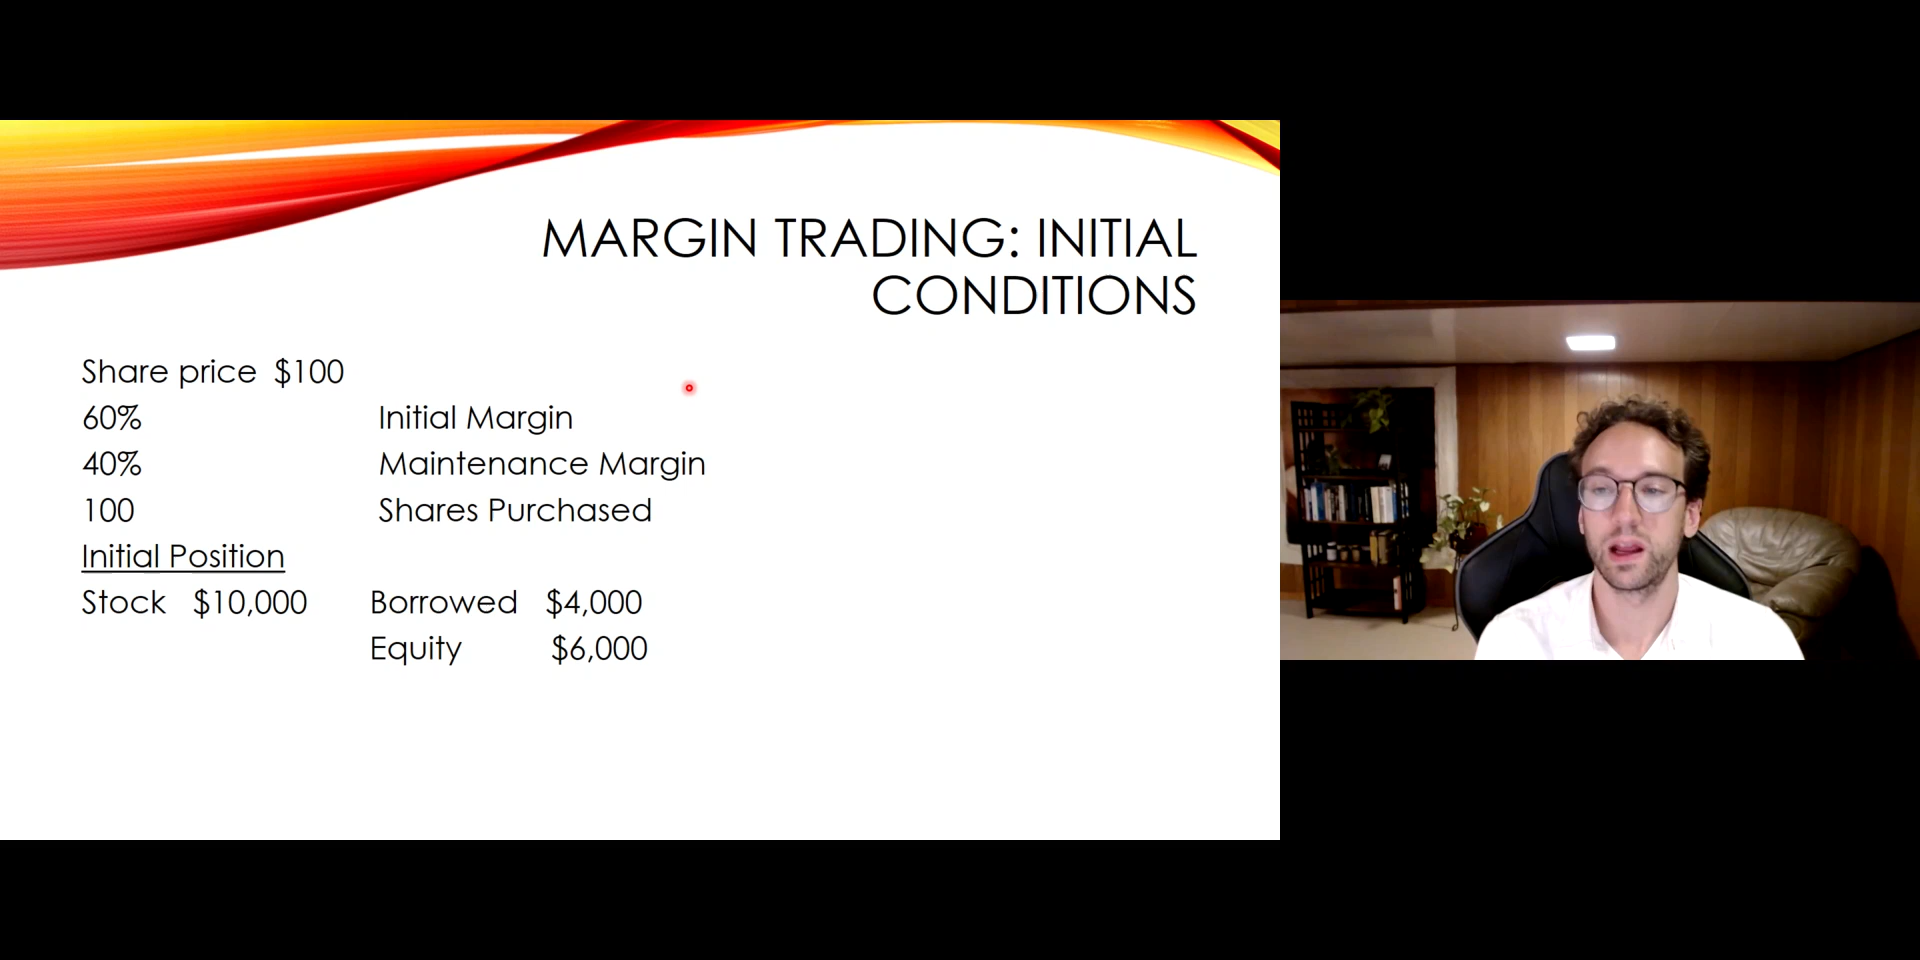 MARGIN TRADING: INITIAL
CONDITIONS
Share price $100
60% Initial Margin
40% Maintenance Margin
100 Shares Purchased
Initial Position
Stock $10,000 Borrowed $4,000
Equity $6,000